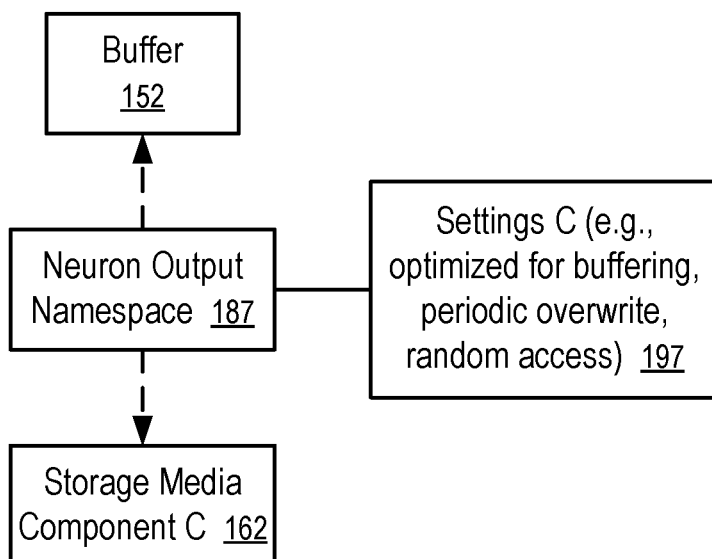 Buffer
152
Neuron Output
Namespace 187
Settings C (e.g.,
optimized for buffering,
periodic overwrite,
random access) 197
Storage Media
Component C 162